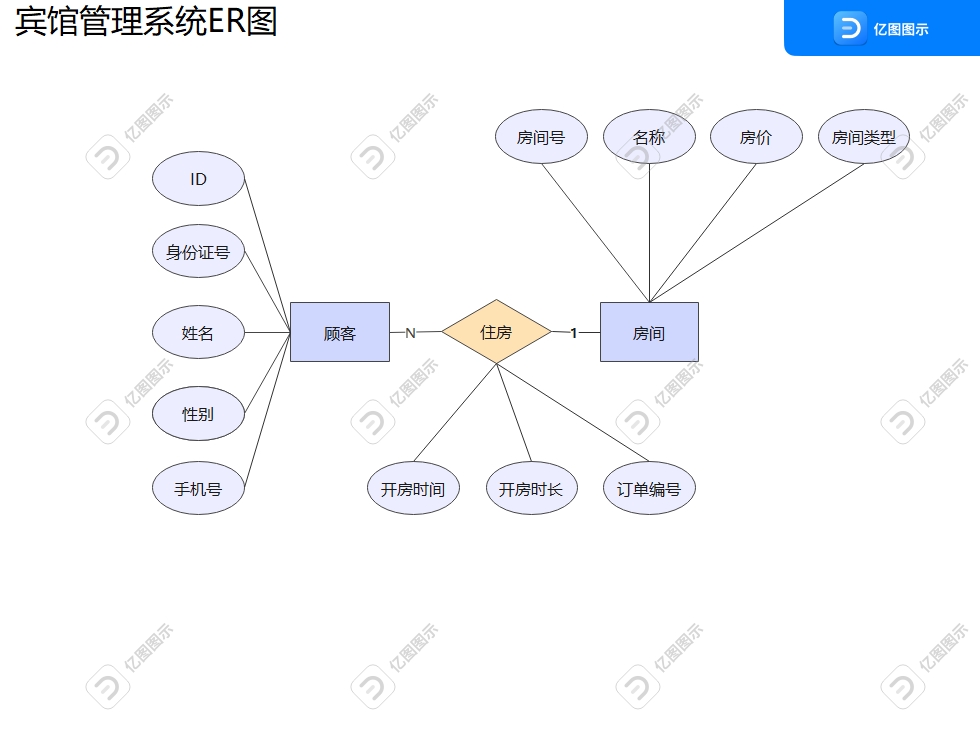 宾馆管理系统ER图
亿图图示
房间号
名称
房价
房间类型
ID
身份证号
姓名
性别
手机号
顾客
N
住房
1
房间
开房时间
开房时长
订单编号
亿图图示
亿图图示
亿图图示
亿图图示
亿图图示
亿图图示
亿图图示
亿图图示
亿图图示
亿图图示
亿图图示
亿图图示